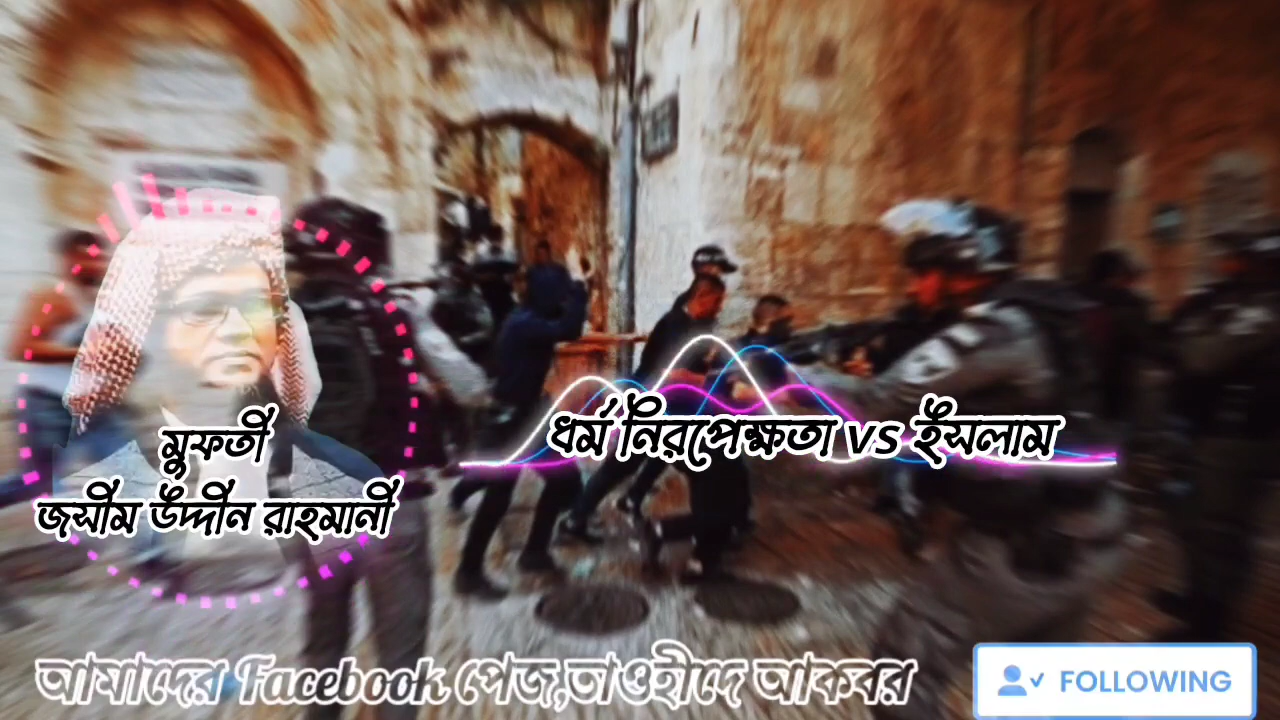 মুফতী
জসীম উদ্দীন রাহমানী
ধর্ম নিরপেক্ষতা vs ইসলাম
আমাদের Facebook পেজ,তাওহীদে আকবর
FOLLOWING